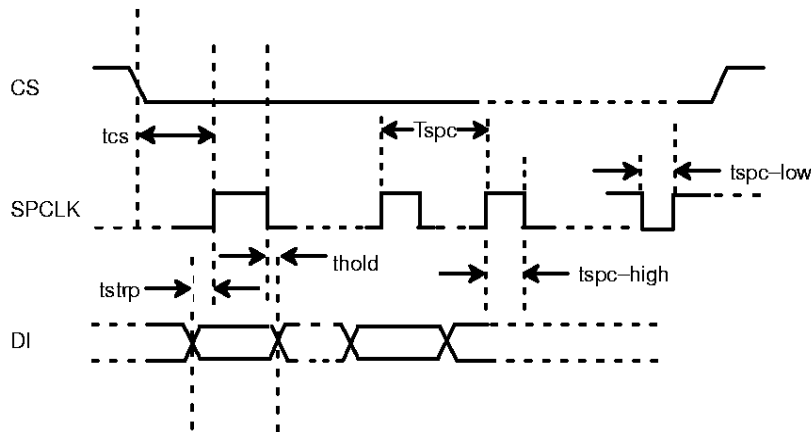 CS
tcs
Tspc
tspc-low
SPCLK
thold
tspc-high
tstrp
DI